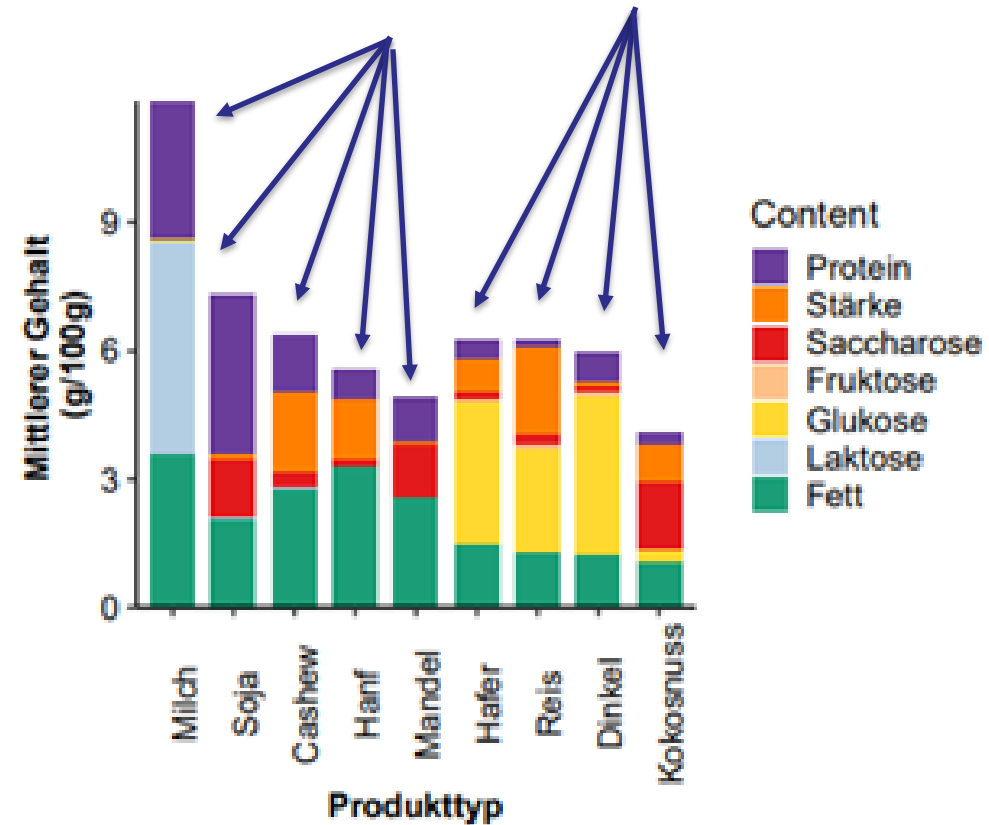 Mittlerer Gehalt
(g/100g)
9
6
3
0
Milch
Soja
Cashew
Hanf
Mandel
Hafer
Reis
Dinkel
Kokosnuss
Produkttyp
Content
Protein
Stärke
Saccharose
Fruktose
Glukose
Laktose
Fett